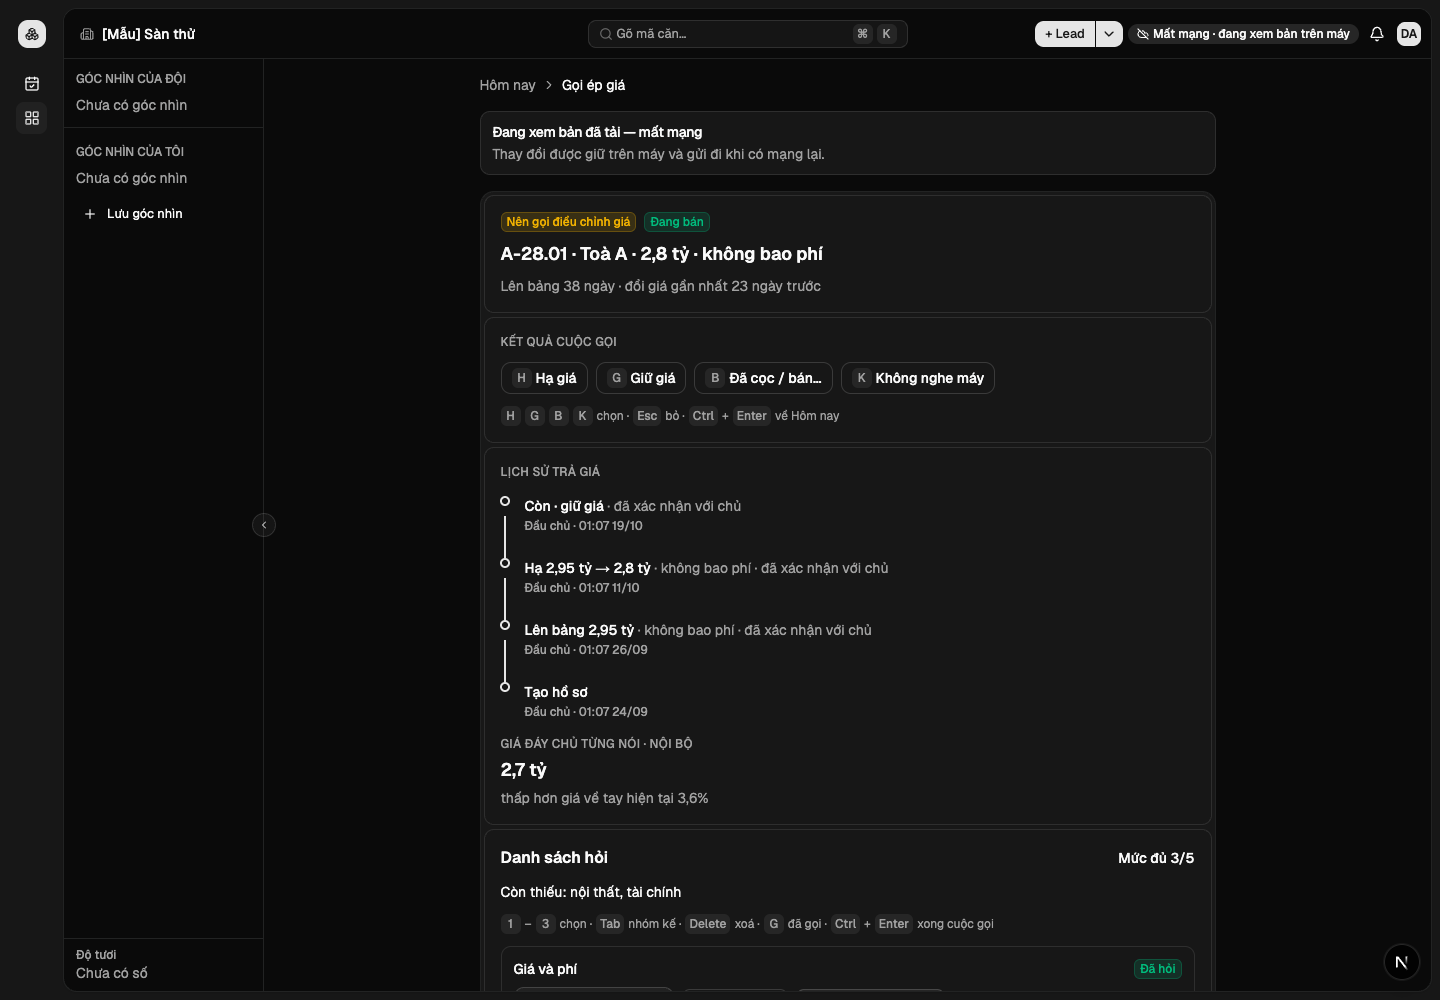 [Mẫu] Sàn thử
Gõ mã căn...
⌘ K
+ Lead
Mất mạng · đang xem bản trên máy
DA
GÓC NHÌN CỦA ĐỘI
Chưa có góc nhìn
GÓC NHÌN CỦA TÔI
Chưa có góc nhìn
+ Lưu góc nhìn
Độ tươi
Chưa có số
Hôm nay > Gọi ép giá
Đang xem bản đã tải — mất mạng
Thay đổi được giữ trên máy và gửi đi khi có mạng lại.
Nên gọi điều chỉnh giá Đang bán
A-28.01 · Toà A · 2,8 tỷ · không bao phí
Lên bảng 38 ngày · đổi giá gần nhất 23 ngày trước
KẾT QUẢ CUỘC GỌI
H Hạ giá G Giữ giá B Đã cọc / bán... K Không nghe máy
H G B K chọn · Esc bỏ · Ctrl + Enter về Hôm nay
LỊCH SỬ TRẢ GIÁ
Còn · giữ giá · đã xác nhận với chủ
Đầu chủ · 01:07 19/10
Hạ 2,95 tỷ → 2,8 tỷ · không bao phí · đã xác nhận với chủ
Đầu chủ · 01:07 11/10
Lên bảng 2,95 tỷ · không bao phí · đã xác nhận với chủ
Đầu chủ · 01:07 26/09
Tạo hồ sơ
Đầu chủ · 01:07 24/09
GIÁ ĐÁY CHỦ TỪNG NÓI · NỘI BỘ
2,7 tỷ
thấp hơn giá về tay hiện tại 3,6%
Danh sách hỏi
Mức đủ 3/5
Còn thiếu: nội thất, tài chính
1 – 3 chọn · Tab nhóm kế · Delete xoá · G đã gọi · Ctrl + Enter xong cuộc gọi
Giá và phí
Đã hỏi
N